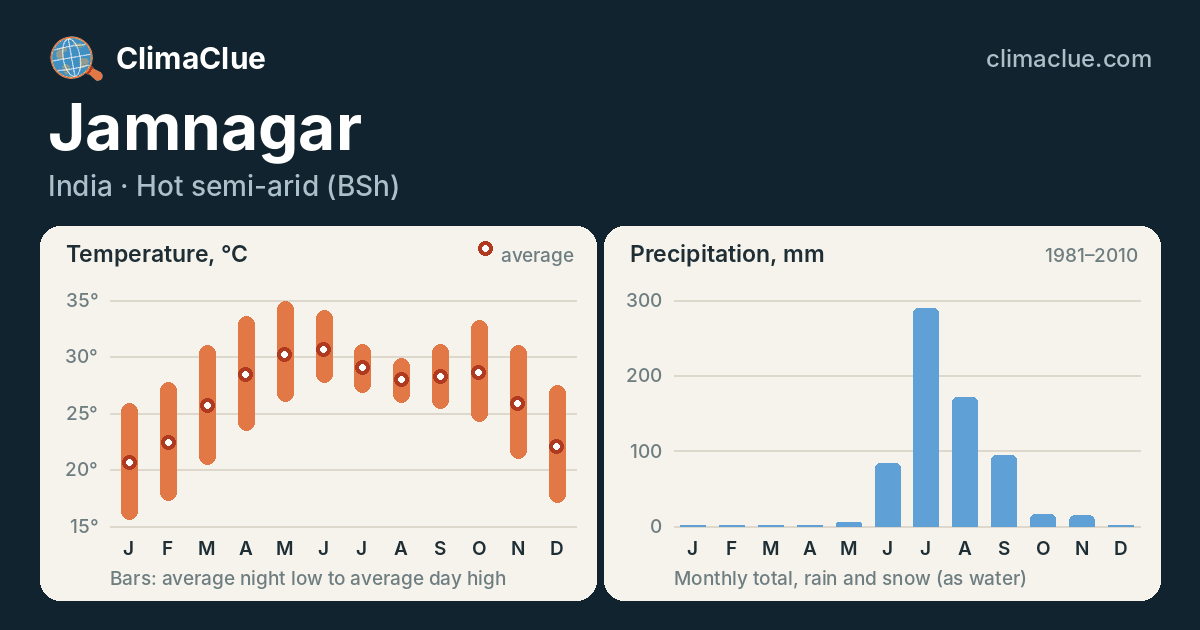 ClimaClue
climaclue.com
Jamnagar
India · Hot semi-arid (BSh)
Temperature, °C
average
35°
30°
25°
20°
15°
J F M A M J J A S O N D
Bars: average night low to average day high
Precipitation, mm
1981–2010
300
200
100
0
J F M A M J J A S O N D
Monthly total, rain and snow (as water)